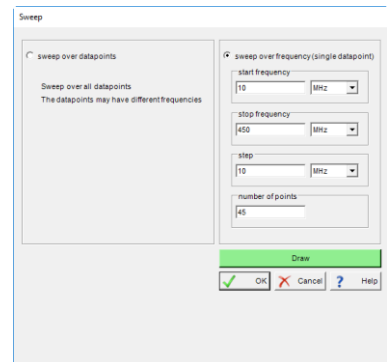 Sweep
sweep over datapoints
Sweep over all datapoints
The datapoints may have different frequencies
sweep over frequency (single datapoint)
start frequency
10 MHz
stop frequency
450 MHz
step
10 MHz
number of points
45
Draw
OK Cancel ? Help